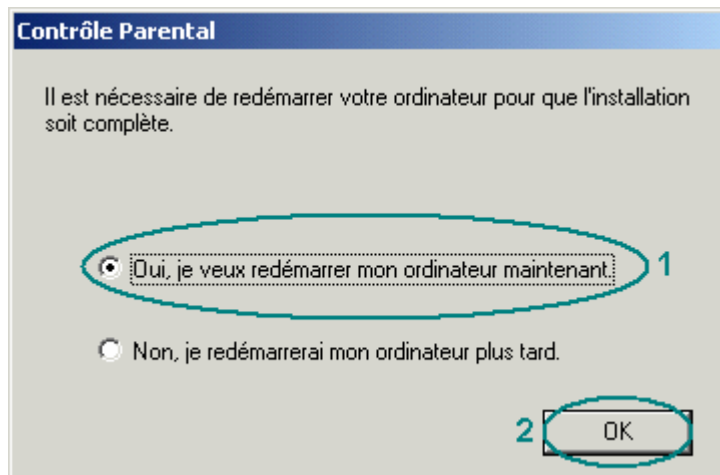 Contrôle Parental
Il est nécessaire de redémarrer votre ordinateur pour que l'installation
soit complète.
Oui, je veux redémarrer mon ordinateur maintenant. 1
Non, je redémarrerai mon ordinateur plus tard.
2 OK